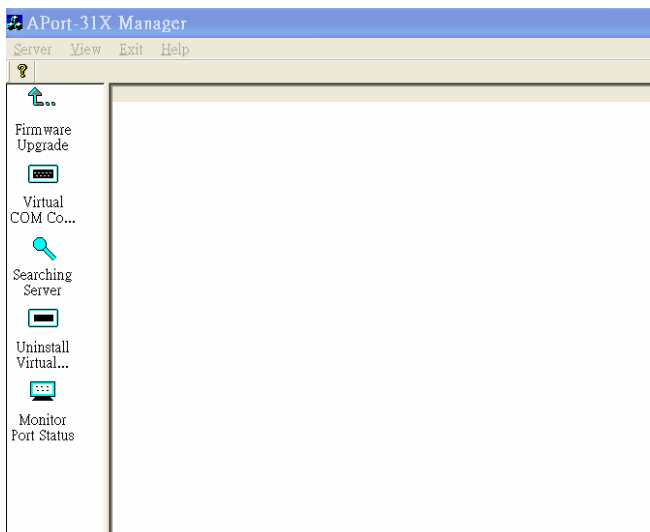 APort-31X Manager
Server View Exit Help
Firmware
Upgrade
Virtual
COM Co...
Searching
Server
Uninstall
Virtual...
Monitor
Port Status